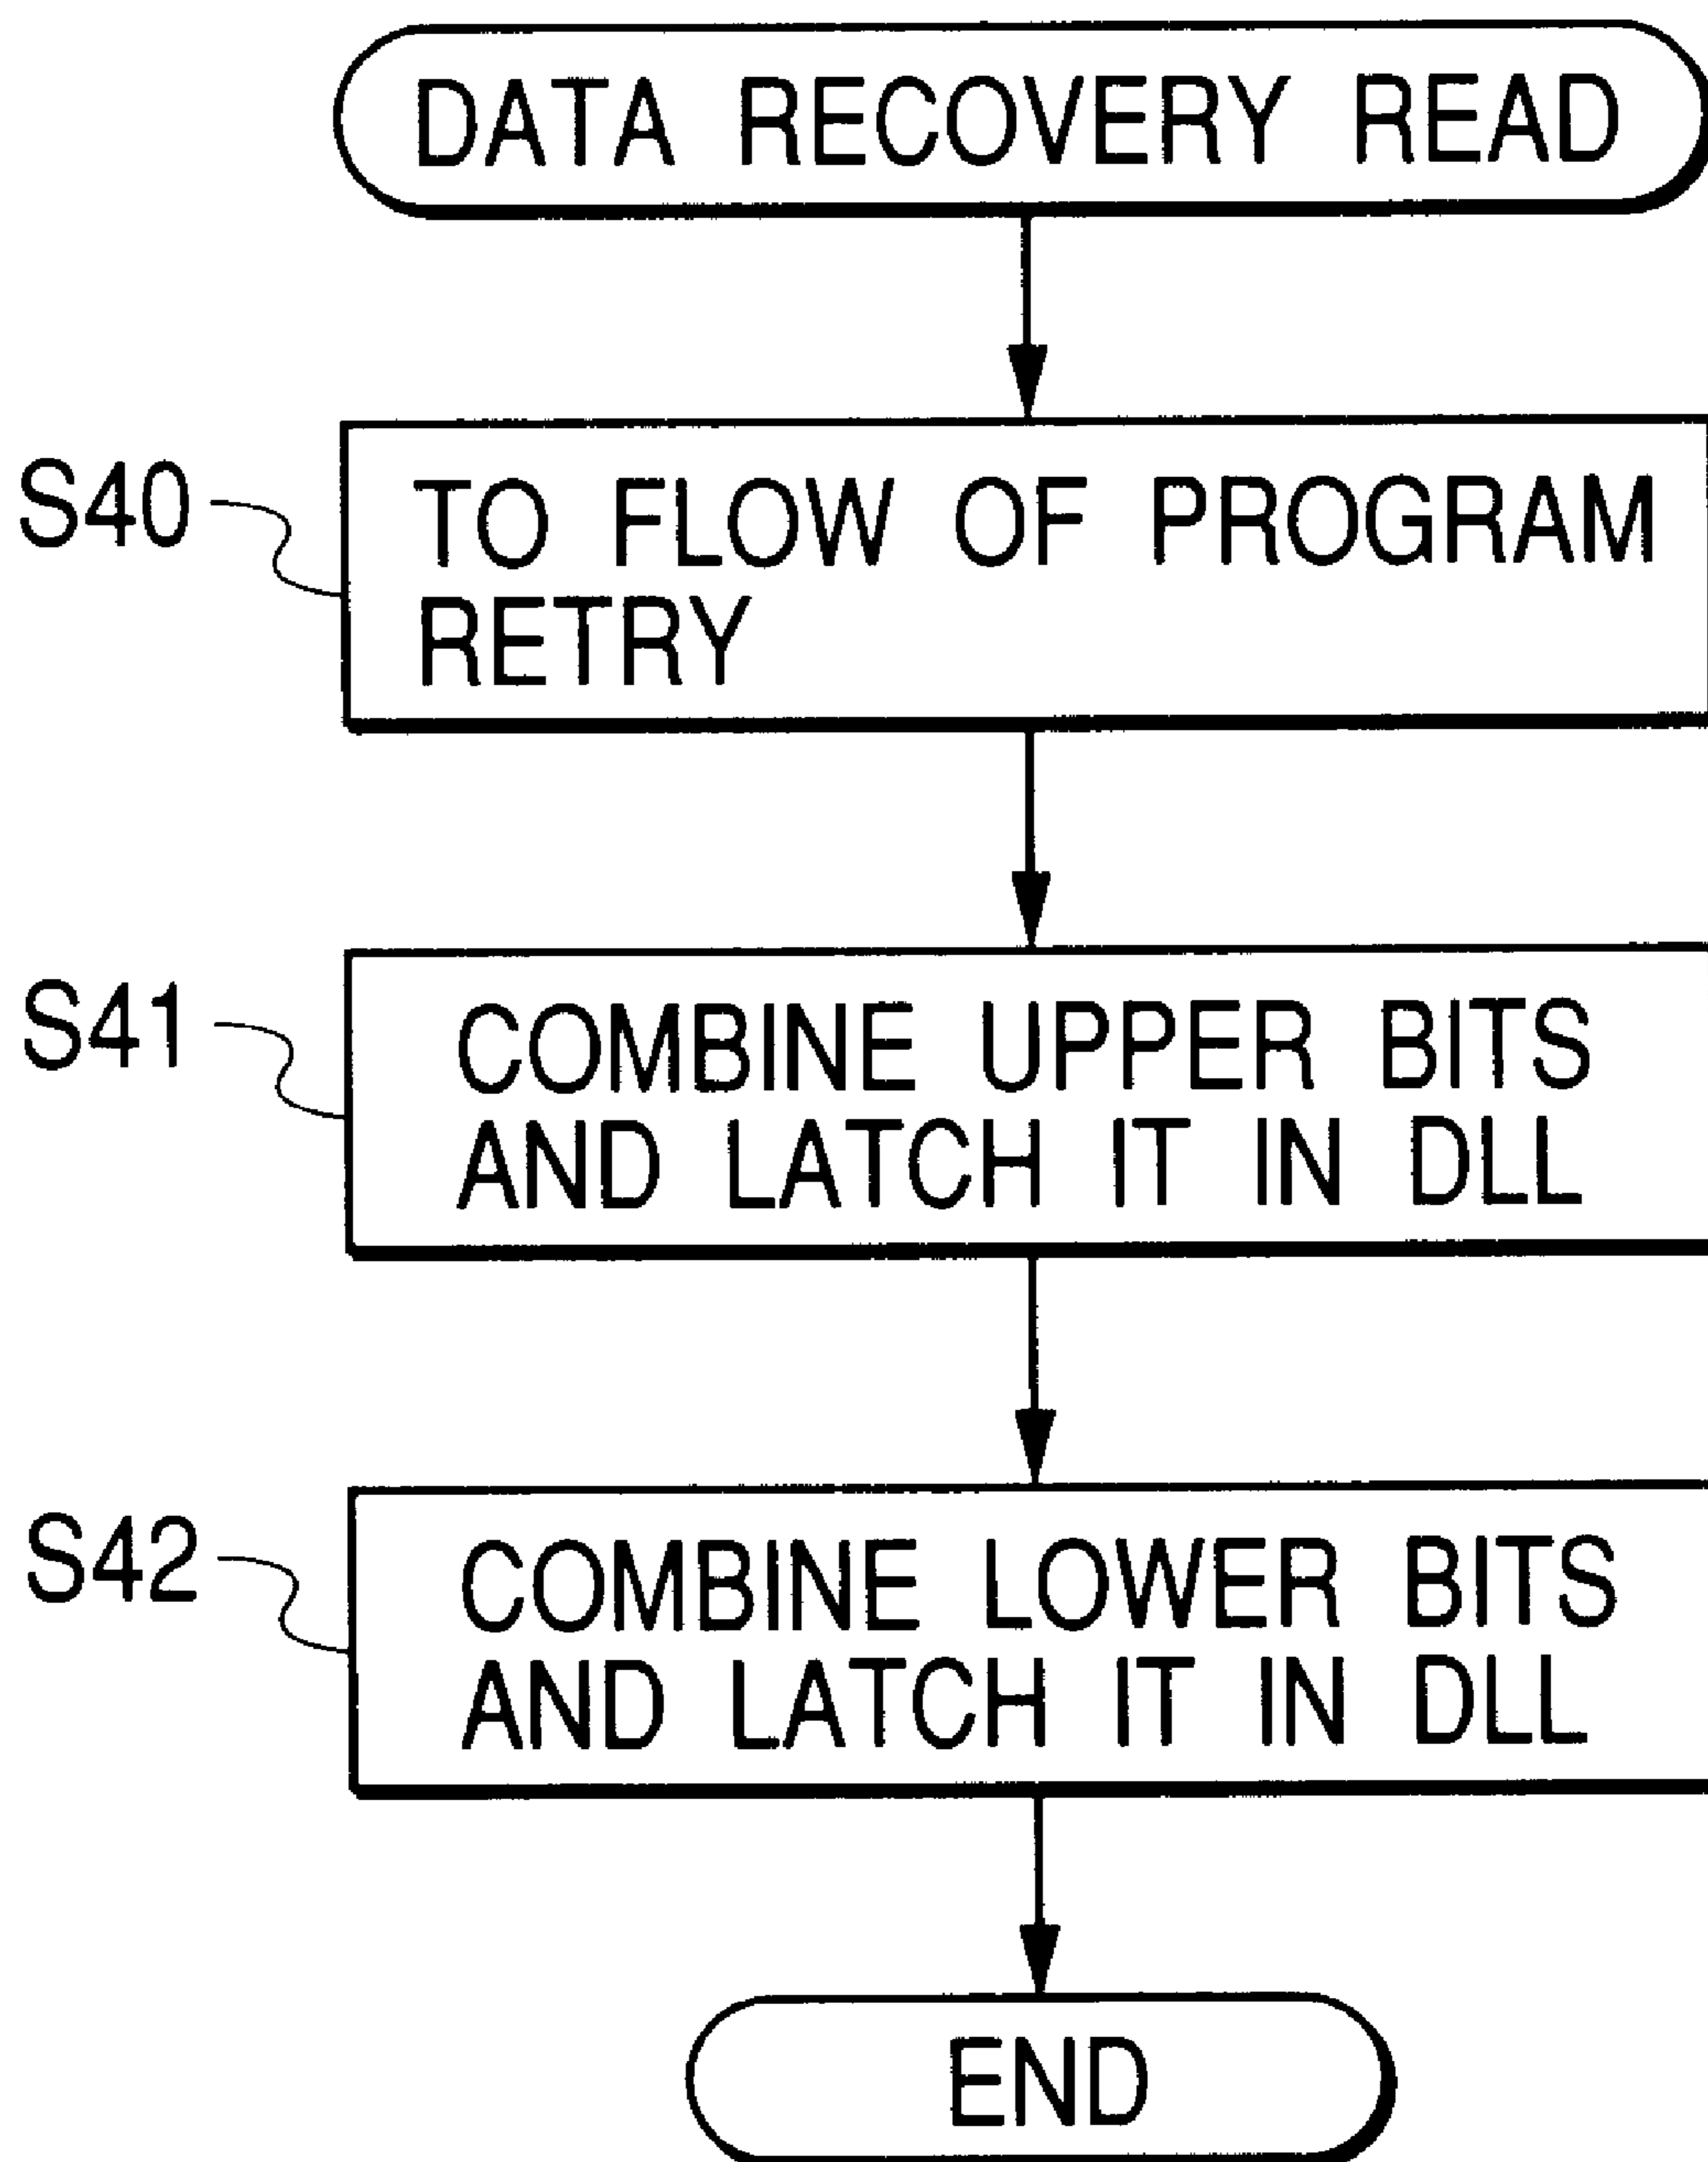 DATA RECOVERY READ
S40
TO FLOW OF PROGRAM
RETRY
S41
COMBINE UPPER BITS
AND LATCH IT IN DLL
S42
COMBINE LOWER BITS
AND LATCH IT IN DLL
END